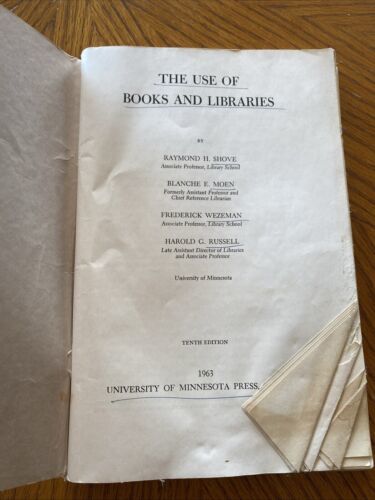 THE USE OF
BOOKS AND LIBRARIES
BY
RAYMOND H. SHOVE
Associate Professor, Library School
BLANCHE E. MOEN
Formerly Assistant Professor and
Chief Reference Librarian
FREDERICK WEZEMAN
Associate Professor, Library School
HAROLD G. RUSSELL
Late Assistant Director of Libraries
and Associate Professor
University of Minnesota
TENTH EDITION
1963
UNIVERSITY OF MINNESOTA PRESS.